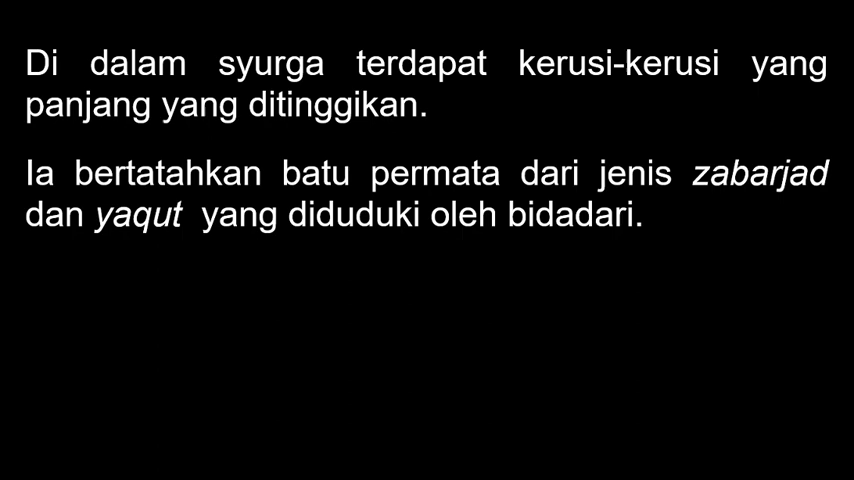 Di dalam syurga terdapat kerusi-kerusi yang
panjang yang ditinggikan.
Ia bertatahkan batu permata dari jenis zabarjad
dan yaqut yang diduduki oleh bidadari.